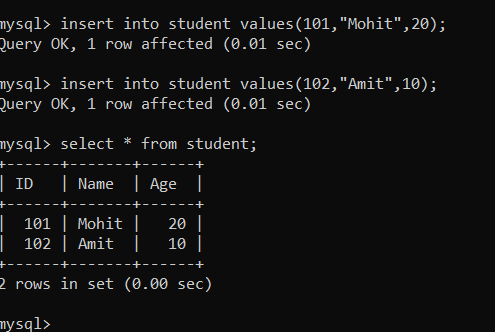 mysql> insert into student values(101,"Mohit",20);
Query OK, 1 row affected (0.01 sec)
mysql> insert into student values(102,"Amit",10);
Query OK, 1 row affected (0.01 sec)
mysql> select * from student;
+------+-------+------+
| ID   | Name  | Age  |
+------+-------+------+
|  101 | Mohit |   20 |
|  102 | Amit  |   10 |
+------+-------+------+
2 rows in set (0.00 sec)
mysql>